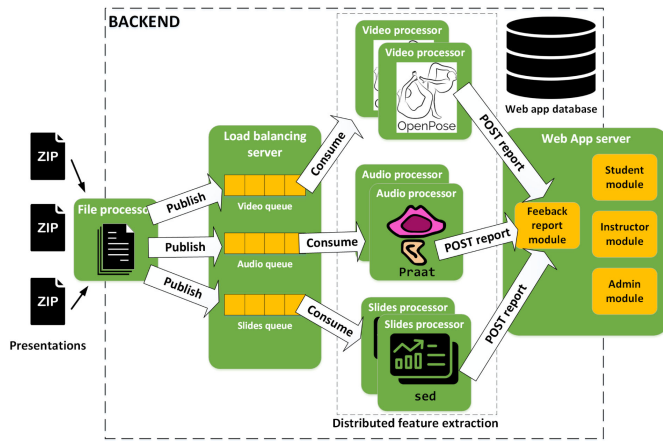 BACKEND
Video processor
Video processor
OpenPose
Web app database
ZIP
ZIP
ZIP
Presentations
File processor
Publish
Publish
Publish
Load balancing
server
Video queue
Audio queue
Slides queue
Consume
Consume
Consume
Audio processor
Audio processor
Praat
Slides processor
Slides processor
sed
Distributed feature extraction
POST report
POST report
POST report
Web App server
Feeback
report
module
Student
module
Instructor
module
Admin
module